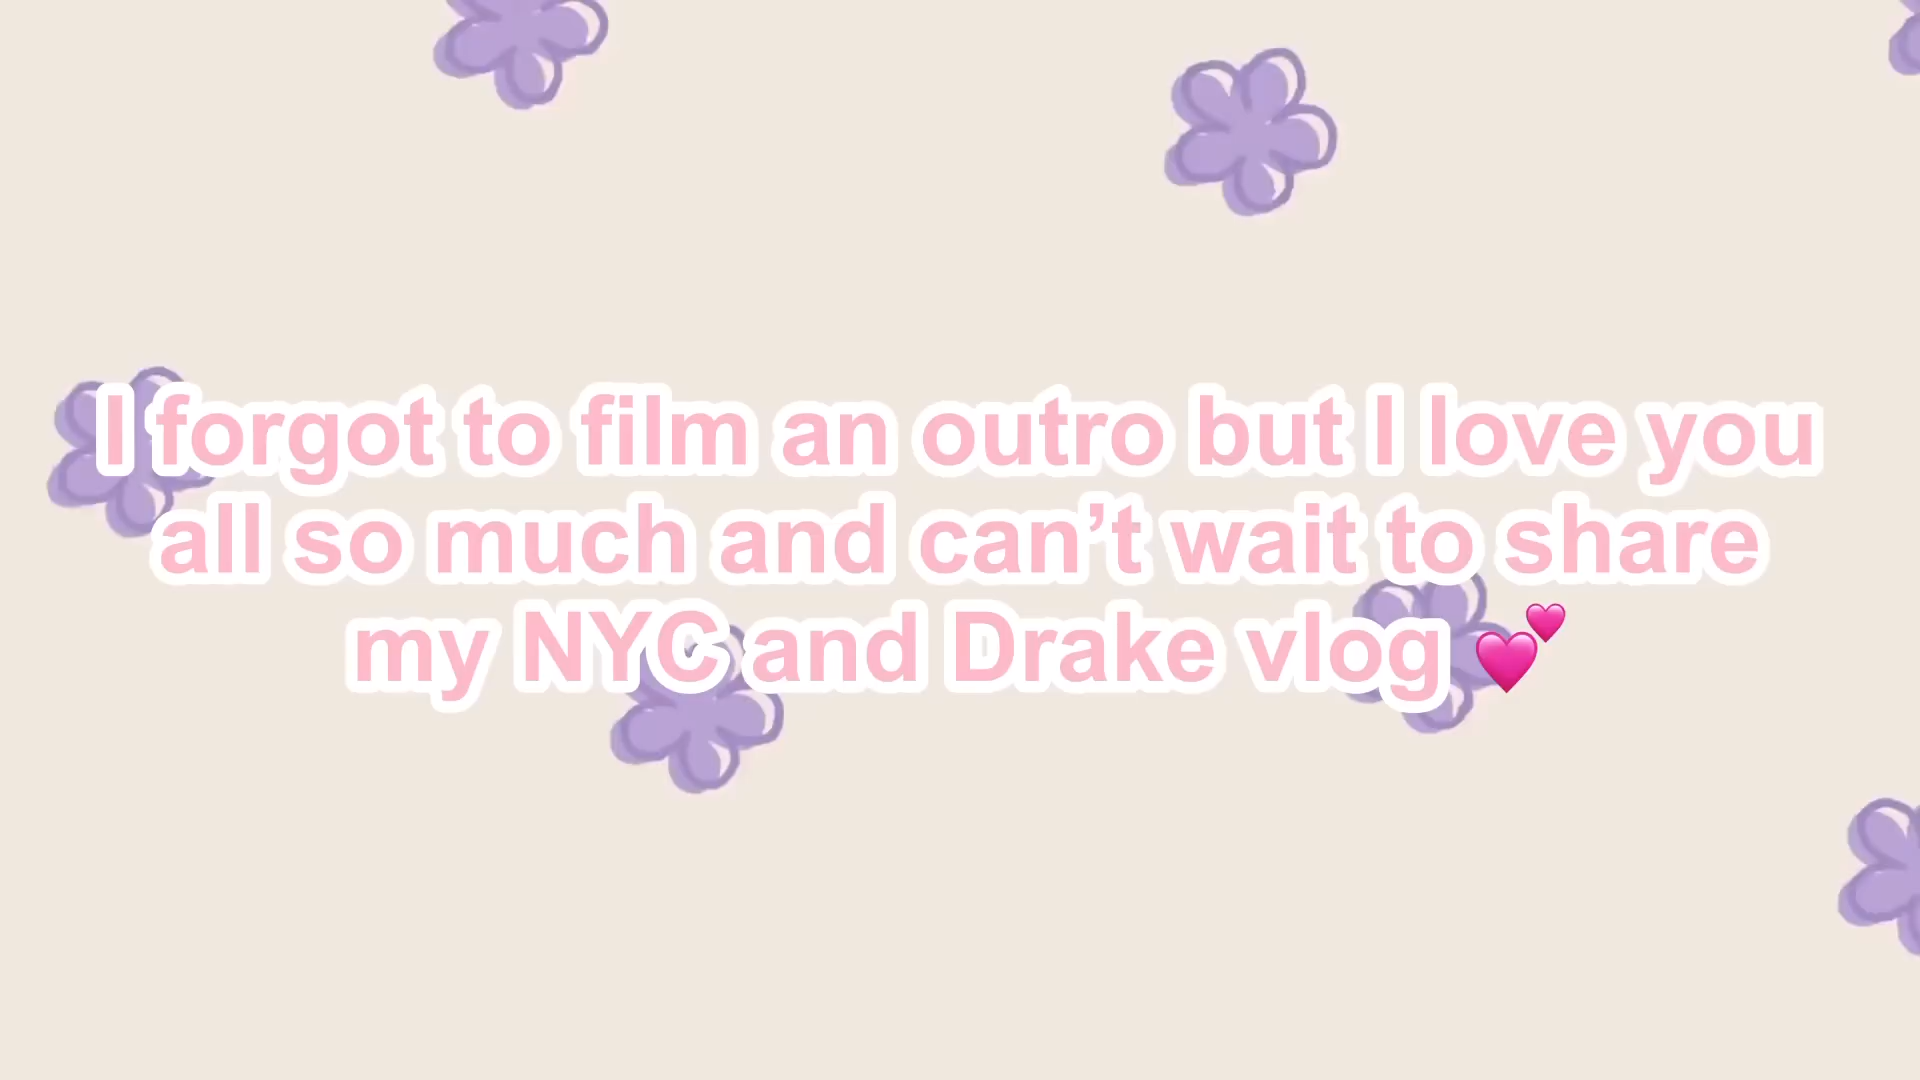 I forgot to film an outro but I love you
all so much and can’t wait to share
my NYC and Drake vlog 💕